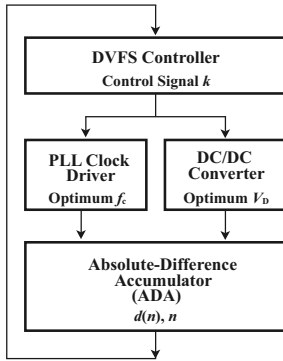 DVFS Controller
Control Signal k
PLL Clock
Driver
Optimum fc
DC/DC
Converter
Optimum VD
Absolute-Difference
Accumulator
(ADA)
d(n), n